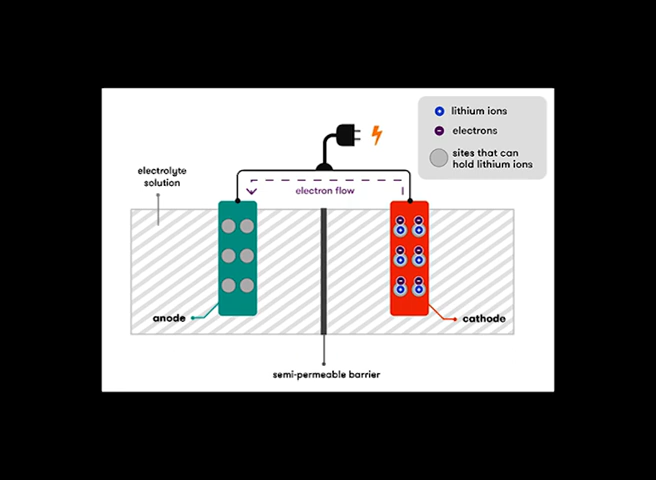 lithium ions
electrons
sites that can
hold lithium ions
electrolyte
solution
electron flow
anode
cathode
semi-permeable barrier